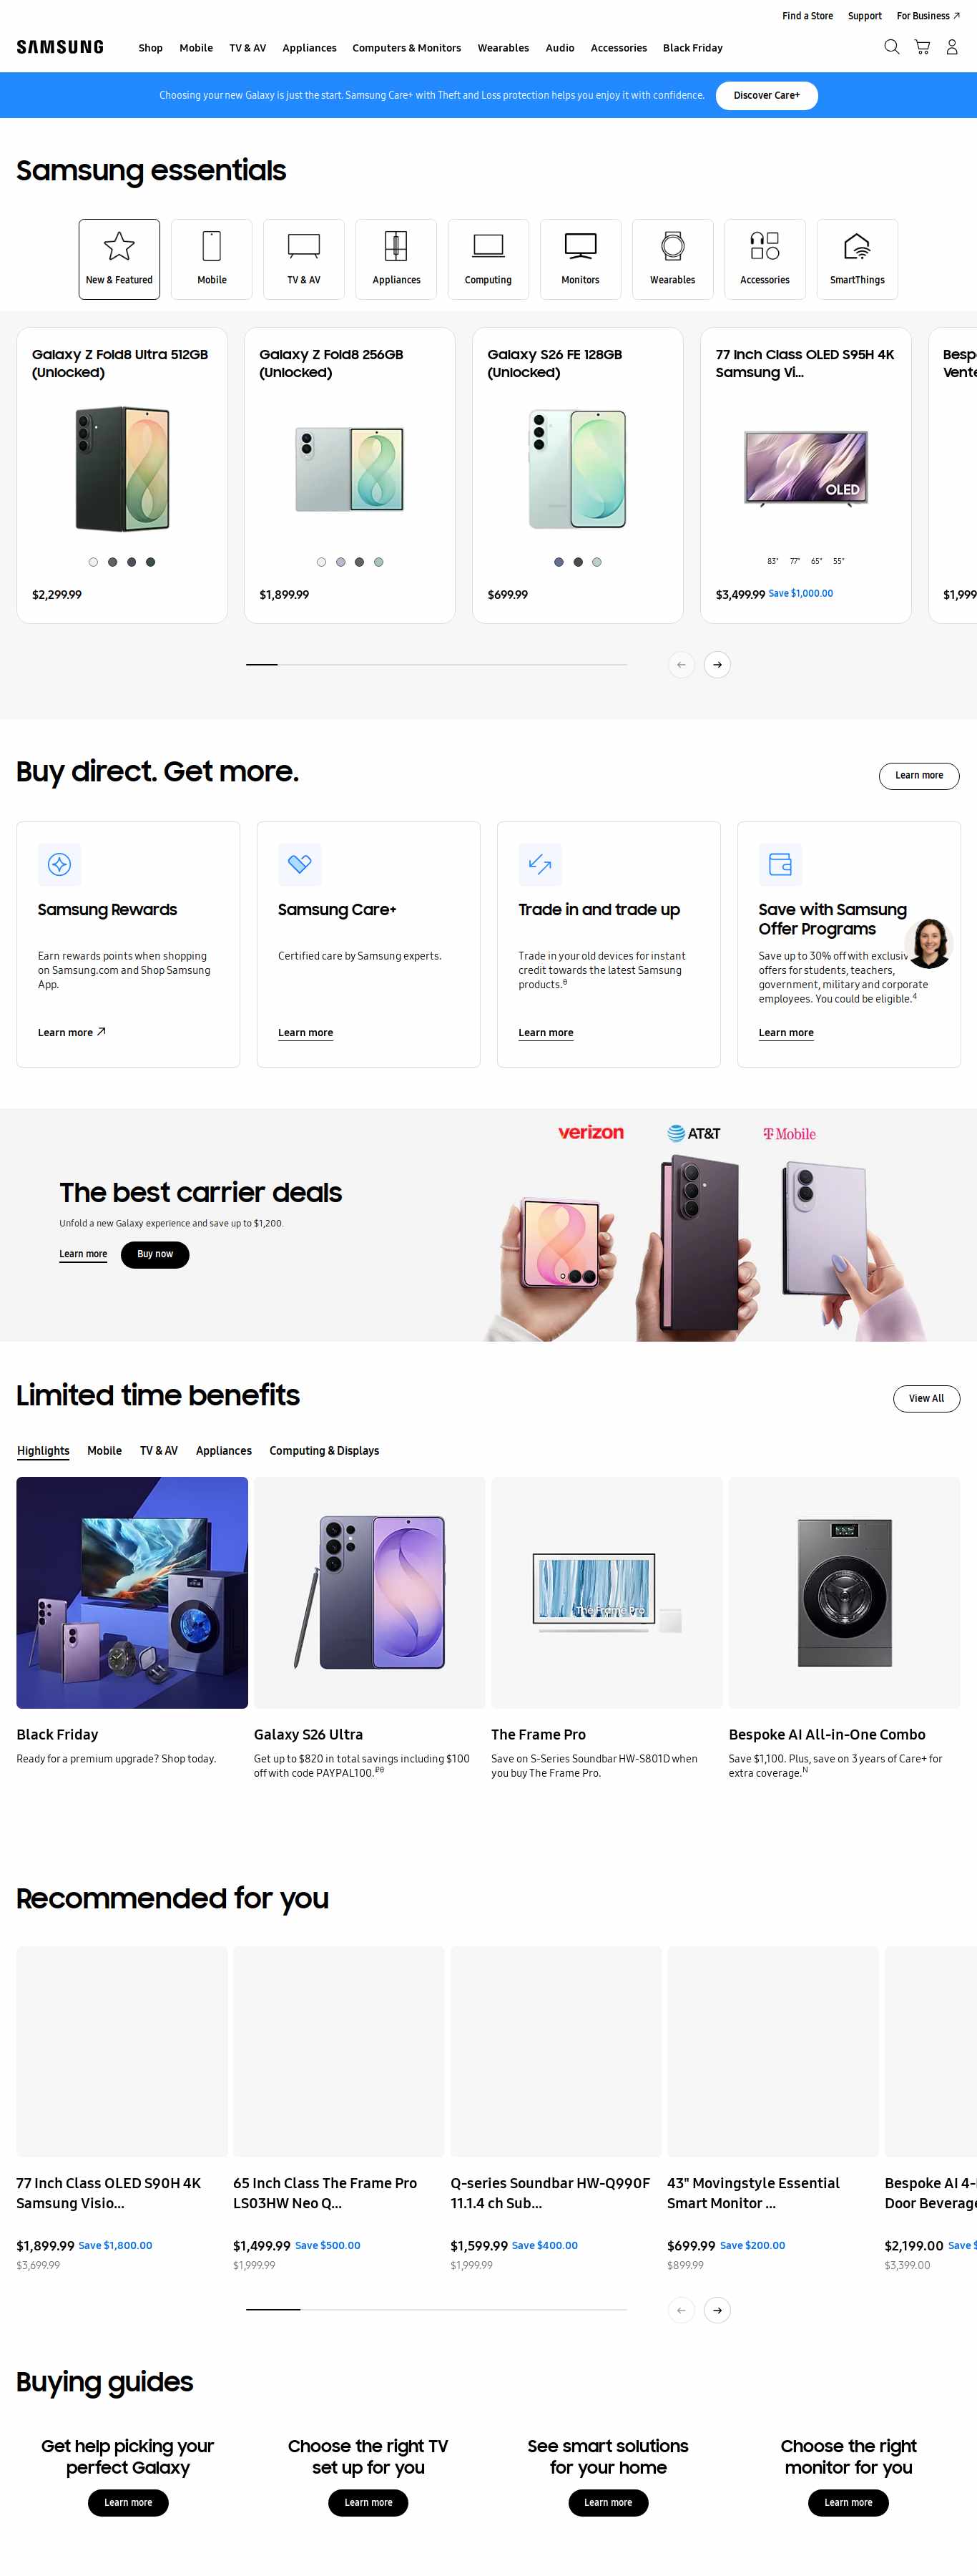 Find a Store
Support
For Business
SAMSUNG
Shop
Mobile
TV & AV
Appliances
Computers & Monitors
Wearables
Audio
Accessories
Black Friday
Choosing your new Galaxy is just the start. Samsung Care+ with Theft and Loss protection helps you enjoy it with confidence.
Discover Care+
Samsung essentials
New & Featured
Mobile
TV & AV
Appliances
Computing
Monitors
Wearables
Accessories
SmartThings
Galaxy Z Fold8 Ultra 512GB
(Unlocked)
$2,299.99
Galaxy Z Fold8 256GB
(Unlocked)
$1,899.99
Galaxy S26 FE 128GB
(Unlocked)
$699.99
77 Inch Class OLED S95H 4K
Samsung Vi...
OLED
83" 77" 65" 55"
$3,499.99 Save $1,000.00
$1,999
Buy direct. Get more.
Learn more
Samsung Rewards
Earn rewards points when shopping
on Samsung.com and Shop Samsung
App.
Learn more
Samsung Care+
Certified care by Samsung experts.
Learn more
Trade in and trade up
Trade in your old devices for instant
credit towards the latest Samsung
products.θ
Learn more
Save with Samsung
Offer Programs
Save up to 30% off with
offers for students, teachers,
government, military and corporate
employees. You could be eligible.4
Learn more
verizon
AT&T
T Mobile
The best carrier deals
Unfold a new Galaxy experience and save up to $1,200.
Learn more
Buy now
Limited time benefits
View All
Highlights
Mobile
TV & AV
Appliances
Computing & Displays
Black Friday
Ready for a premium upgrade? Shop today.
Galaxy S26 Ultra
Get up to $820 in total savings including $100
off with code PAYPAL100.
The Frame Pro
The Frame Pro
Save on S-Series Soundbar HW-S801D when
you buy The Frame Pro.
Bespoke AI All-in-One Combo
Save $1,100. Plus, save on 3 years of Care+ for
extra coverage.N
Recommended for you
77 Inch Class OLED S90H 4K
Samsung Visio...
$1,899.99 Save $1,800.00
$3,699.99
65 Inch Class The Frame Pro
LS03HW Neo Q...
$1,499.99 Save $500.00
$1,999.99
Q-series Soundbar HW-Q990F
11.1.4 ch Sub...
$1,599.99 Save $400.00
$1,999.99
43" Movingstyle Essential
Smart Monitor ...
$699.99 Save $200.00
$899.99
Bespoke AI 4-
Door Beverage
$2,199.00 Save
$3,399.00
Buying guides
Get help picking your
perfect Galaxy
Learn more
Choose the right TV
set up for you
Learn more
See smart solutions
for your home
Learn more
Choose the right
monitor for you
Learn more